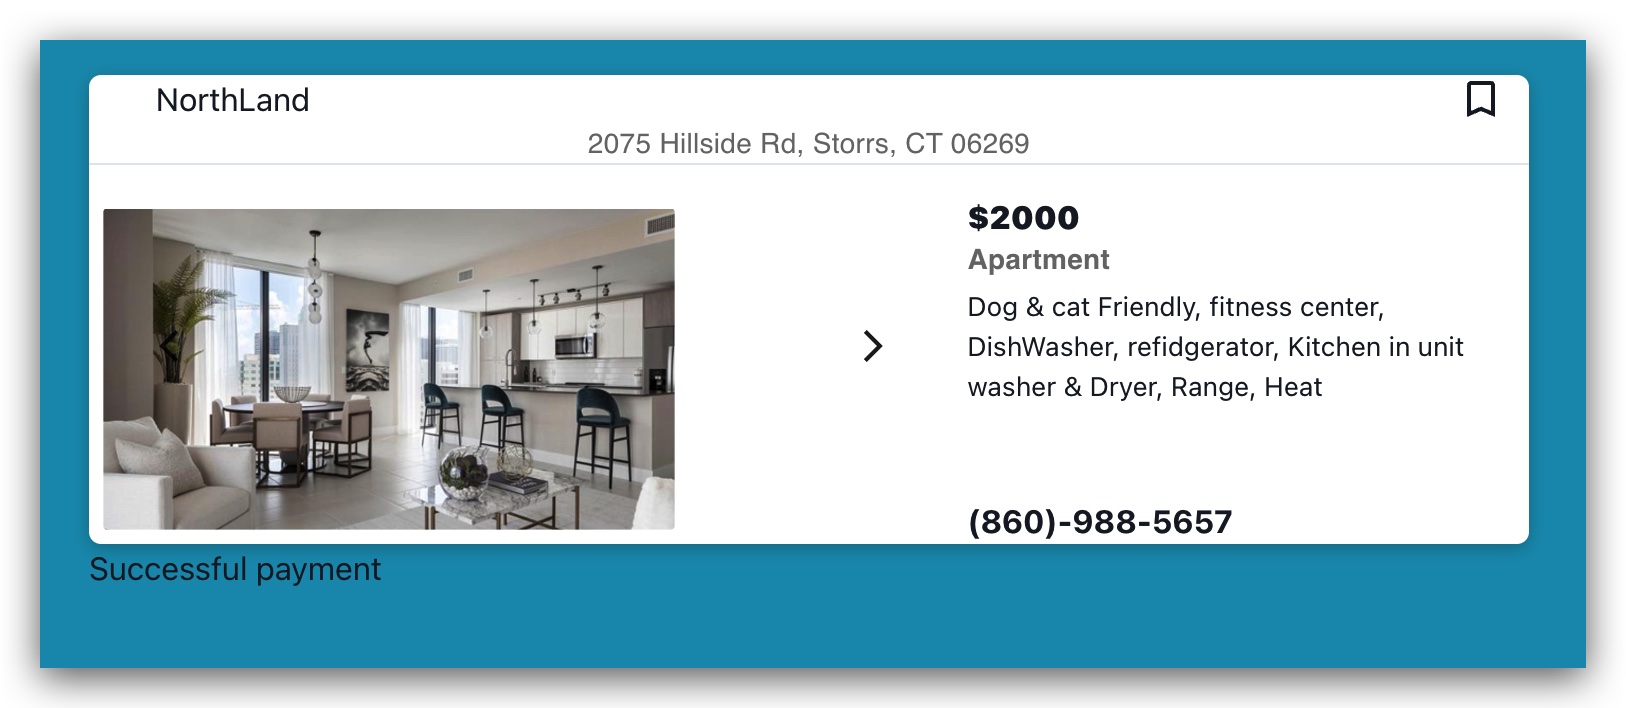 NorthLand
2075 Hillside Rd, Storrs, CT 06269
$2000
Apartment
Dog & cat Friendly, fitness center,
DishWasher, refidgerator, Kitchen in unit
washer & Dryer, Range, Heat
(860)-988-5657
Successful payment